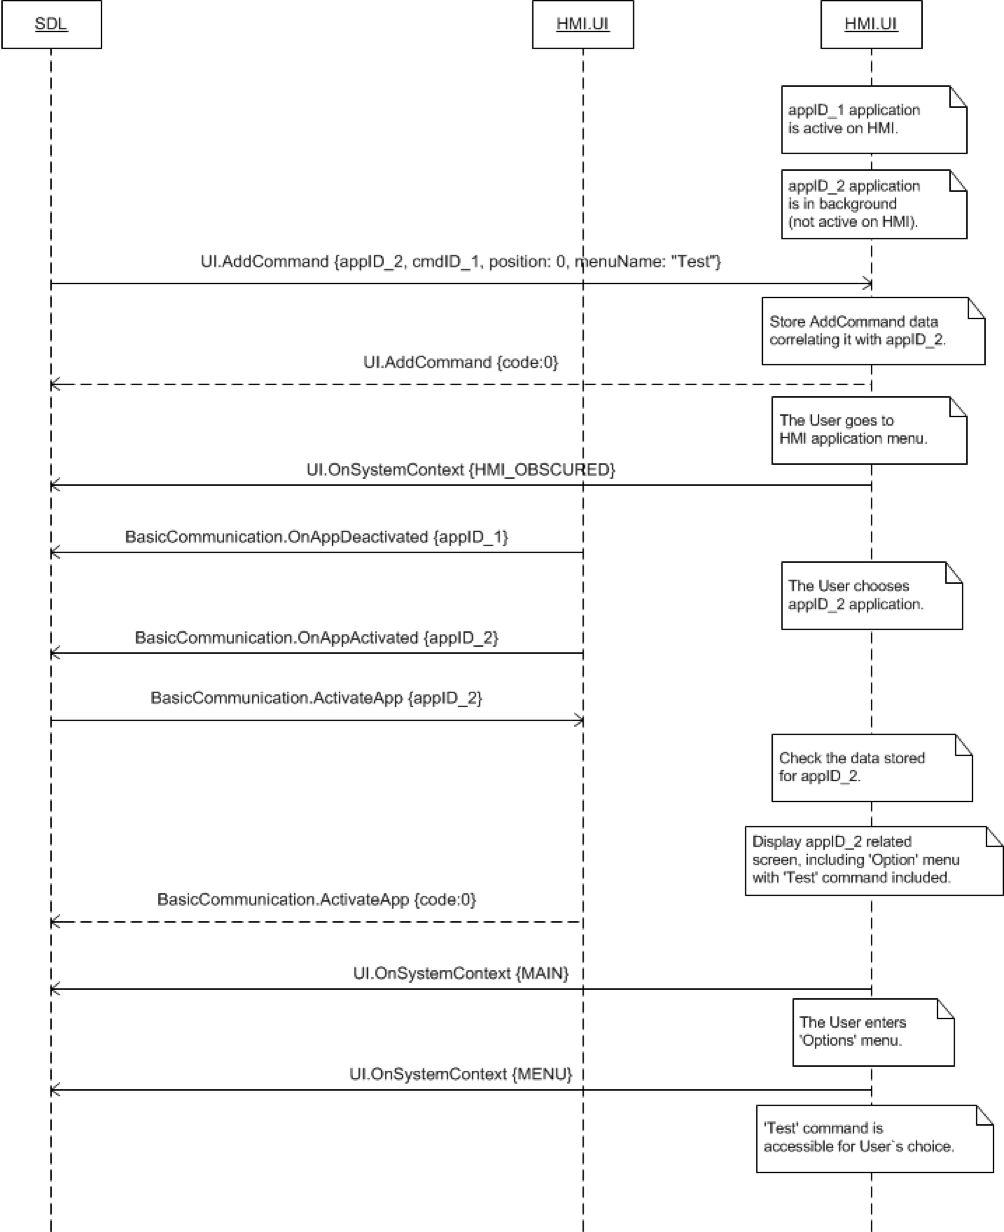 SDL
HMI.UI
HMI.UI
appID_1 application
is active on HMI.
appID_2 application
is in background
(not active on HMI).
UI.AddCommand {appID_2, cmdID_1, position: 0, menuName: "Test"}
Store AddCommand data
correlating it with appID_2.
UI.AddCommand {code:0}
The User goes to
HMI application menu.
UI.OnSystemContext {HMI_OBSCURED}
BasicCommunication.OnAppDeactivated {appID_1}
The User chooses
appID_2 application.
BasicCommunication.OnAppActivated {appID_2}
BasicCommunication.ActivateApp {appID_2}
Check the data stored
for appID_2.
Display appID_2 related
screen, including 'Option' menu
with 'Test' command included.
BasicCommunication.ActivateApp {code:0}
UI.OnSystemContext {MAIN}
The User enters
'Options' menu.
UI.OnSystemContext {MENU}
'Test' command is
accessible for User`s choice.